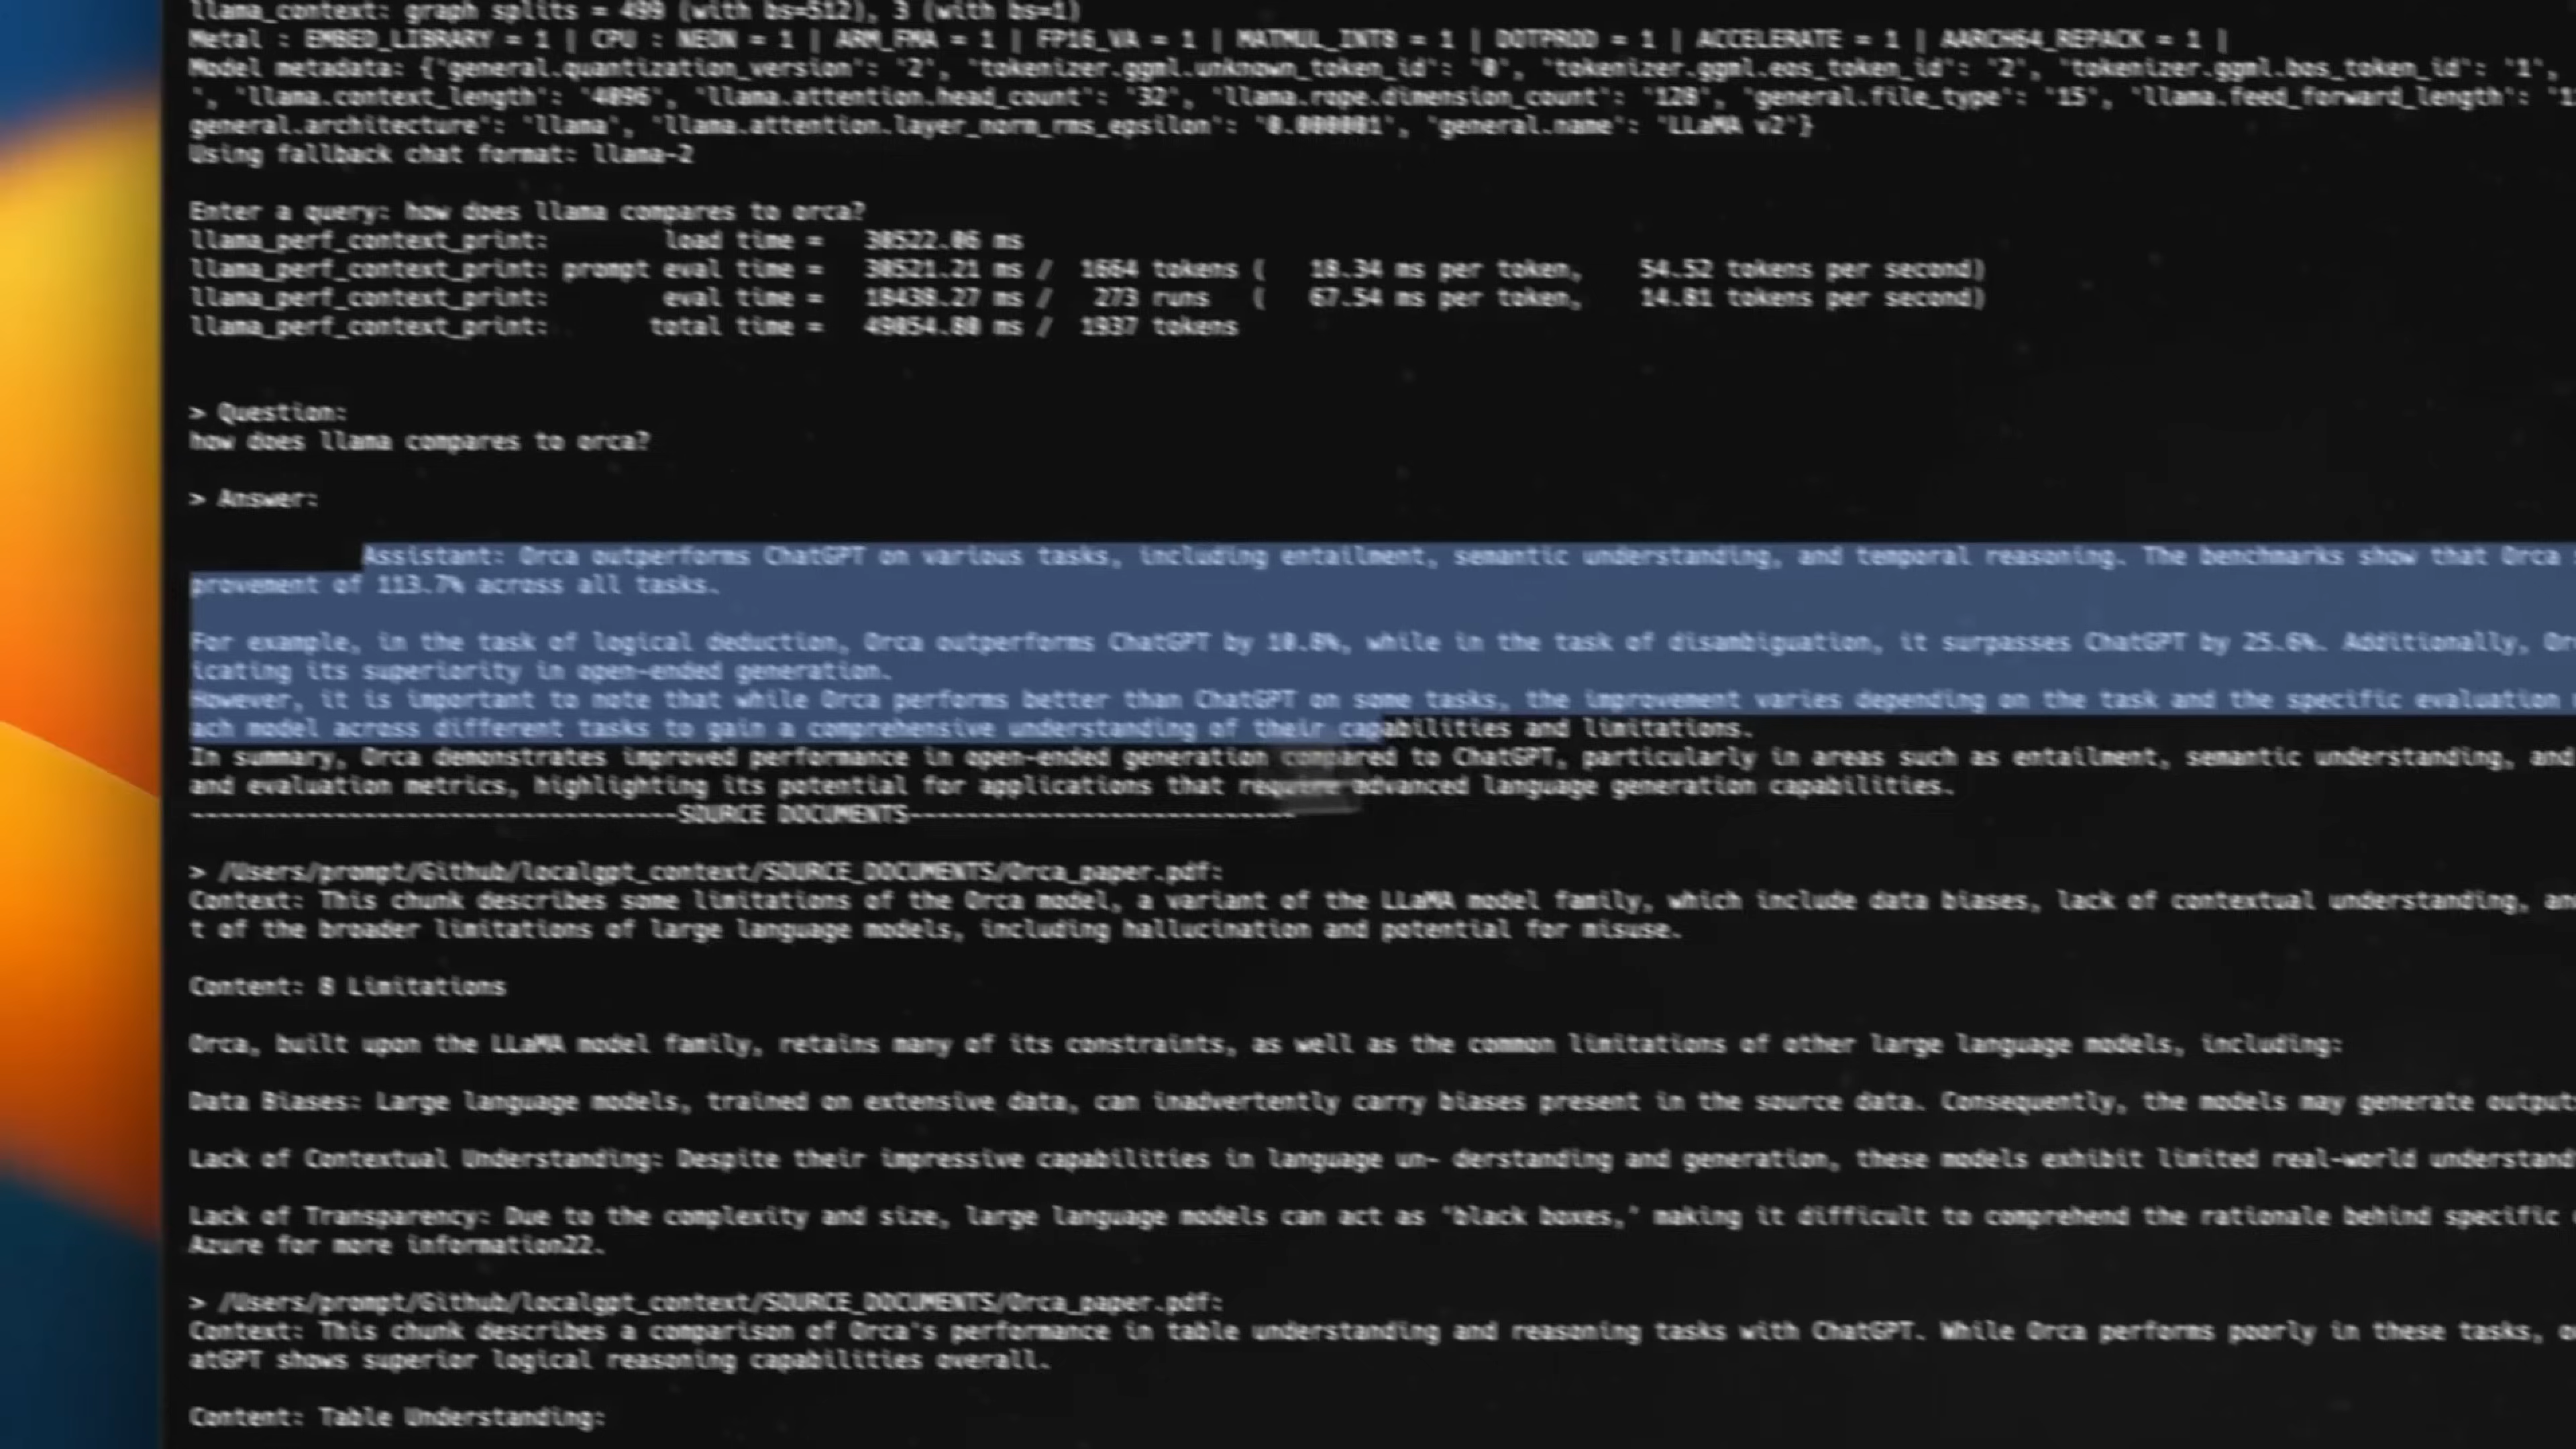 llama_context: graph splits = 499 (with bs=512), 3 (with bs=1)
Metal : EMBED_LIBRARY = 1 | CPU : NEON = 1 | ARM_FMA = 1 | FP16_VA = 1 | MATMUL_INT8 = 1 | DOTPROD = 1 | ACCELERATE = 1 | AARCH64_REPACK = 1 |
Model metadata: {'general.quantization_version': '2', 'tokenizer.ggml.unknown_token_id': '0', 'tokenizer.ggml.eos_token_id': '2', 'tokenizer.ggml.bos_token_id': '1',
', 'llama.context_length': '4096', 'llama.attention.head_count': '32', 'llama.rope.dimension_count': '128', 'general.file_type': '15', 'llama.feed_forward_length':
general.architecture': 'llama', 'llama.attention.layer_norm_rms_epsilon': '0.000001', 'general.name': 'LLaMA v2'}
Using fallback chat format: llama-2
Enter a query: how does llama compares to orca?
llama_perf_context_print: load time = 30522.06 ms
llama_perf_context_print: prompt eval time = 30521.21 ms / 1664 tokens ( 18.34 ms per token, 54.52 tokens per second)
llama_perf_context_print: eval time = 18438.27 ms / 273 runs ( 67.54 ms per token, 14.81 tokens per second)
llama_perf_context_print: total time = 49054.80 ms / 1937 tokens
> Question:
how does llama compares to orca?
> Answer:
Assistant: Orca outperforms ChatGPT on various tasks, including entailment, semantic understanding, and temporal reasoning. The benchmarks show that Orca
provement of 113.7% across all tasks.
For example, in the task of logical deduction, Orca outperforms ChatGPT by 10.8%, while in the task of disambiguation, it surpasses ChatGPT by 25.6%. Additionally, Or
icating its superiority in open-ended generation.
However, it is important to note that while Orca performs better than ChatGPT on some tasks, the improvement varies depending on the task and the specific evaluation
ach model across different tasks to gain a comprehensive understanding of their capabilities and limitations.
In summary, Orca demonstrates improved performance in open-ended generation compared to ChatGPT, particularly in areas such as entailment, semantic understanding, and
and evaluation metrics, highlighting its potential for applications that require advanced language generation capabilities.
----------------------------------SOURCE DOCUMENTS---------------------------
> /Users/prompt/Github/localgpt_context/SOURCE_DOCUMENTS/Orca_paper.pdf:
Context: This chunk describes some limitations of the Orca model, a variant of the LLaMA model family, which include data biases, lack of contextual understanding, an
t of the broader limitations of large language models, including hallucination and potential for misuse.
Content: 8 Limitations
Orca, built upon the LLaMA model family, retains many of its constraints, as well as the common limitations of other large language models, including:
Data Biases: Large language models, trained on extensive data, can inadvertently carry biases present in the source data. Consequently, the models may generate output
Lack of Contextual Understanding: Despite their impressive capabilities in language un- derstanding and generation, these models exhibit limited real-world understand
Lack of Transparency: Due to the complexity and size, large language models can act as "black boxes," making it difficult to comprehend the rationale behind specific
Azure for more information22.
> /Users/prompt/Github/localgpt_context/SOURCE_DOCUMENTS/Orca_paper.pdf:
Context: This chunk describes a comparison of Orca's performance in table understanding and reasoning tasks with ChatGPT. While Orca performs poorly in these tasks,
atGPT shows superior logical reasoning capabilities overall.
Content: Table Understanding: